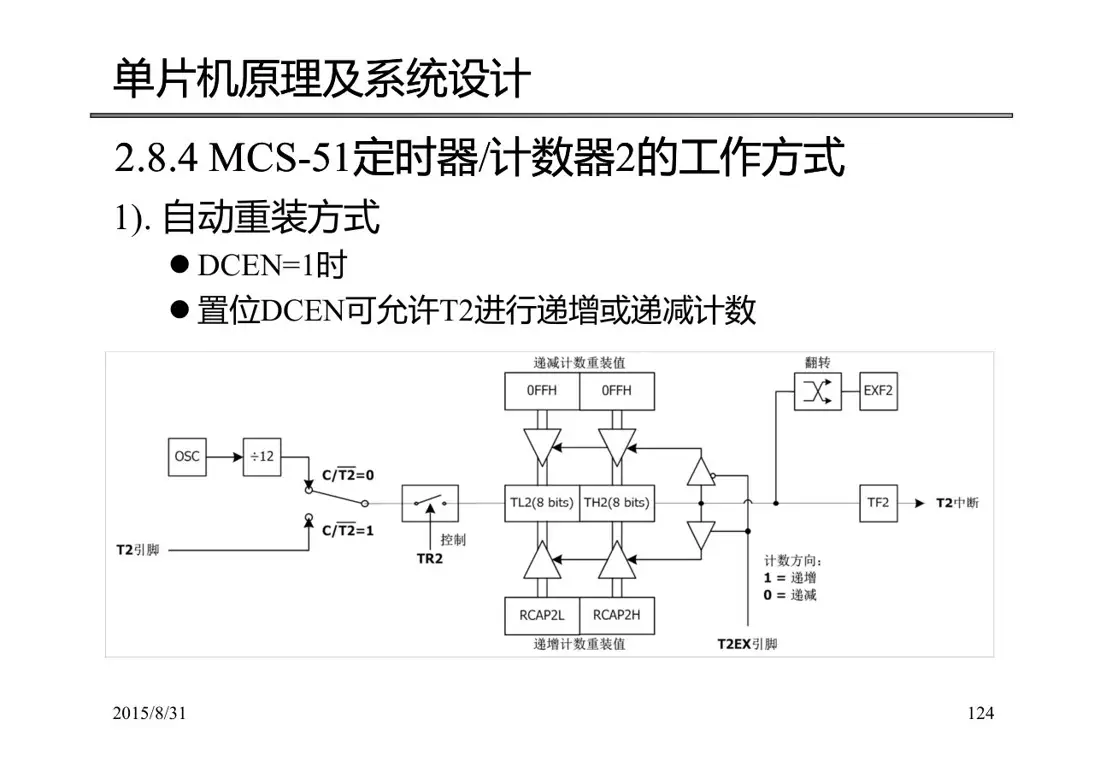 单片机原理及系统设计
2.8.4 MCS-51定时器/计数器2的工作方式
1). 自动重装方式
● DCEN=1时
● 置位DCEN可允许T2进行递增或递减计数
递减计数重装值
翻转
0FFH 0FFH
EXF2
OSC ÷12
C/T̅2̅=0
TL2(8 bits) TH2(8 bits)
TF2
T2中断
C/T̅2̅=1
控制
T2引脚
TR2
计数方向:
1 = 递增
0 = 递减
RCAP2L RCAP2H
递增计数重装值
T2EX引脚
2015/8/31
124